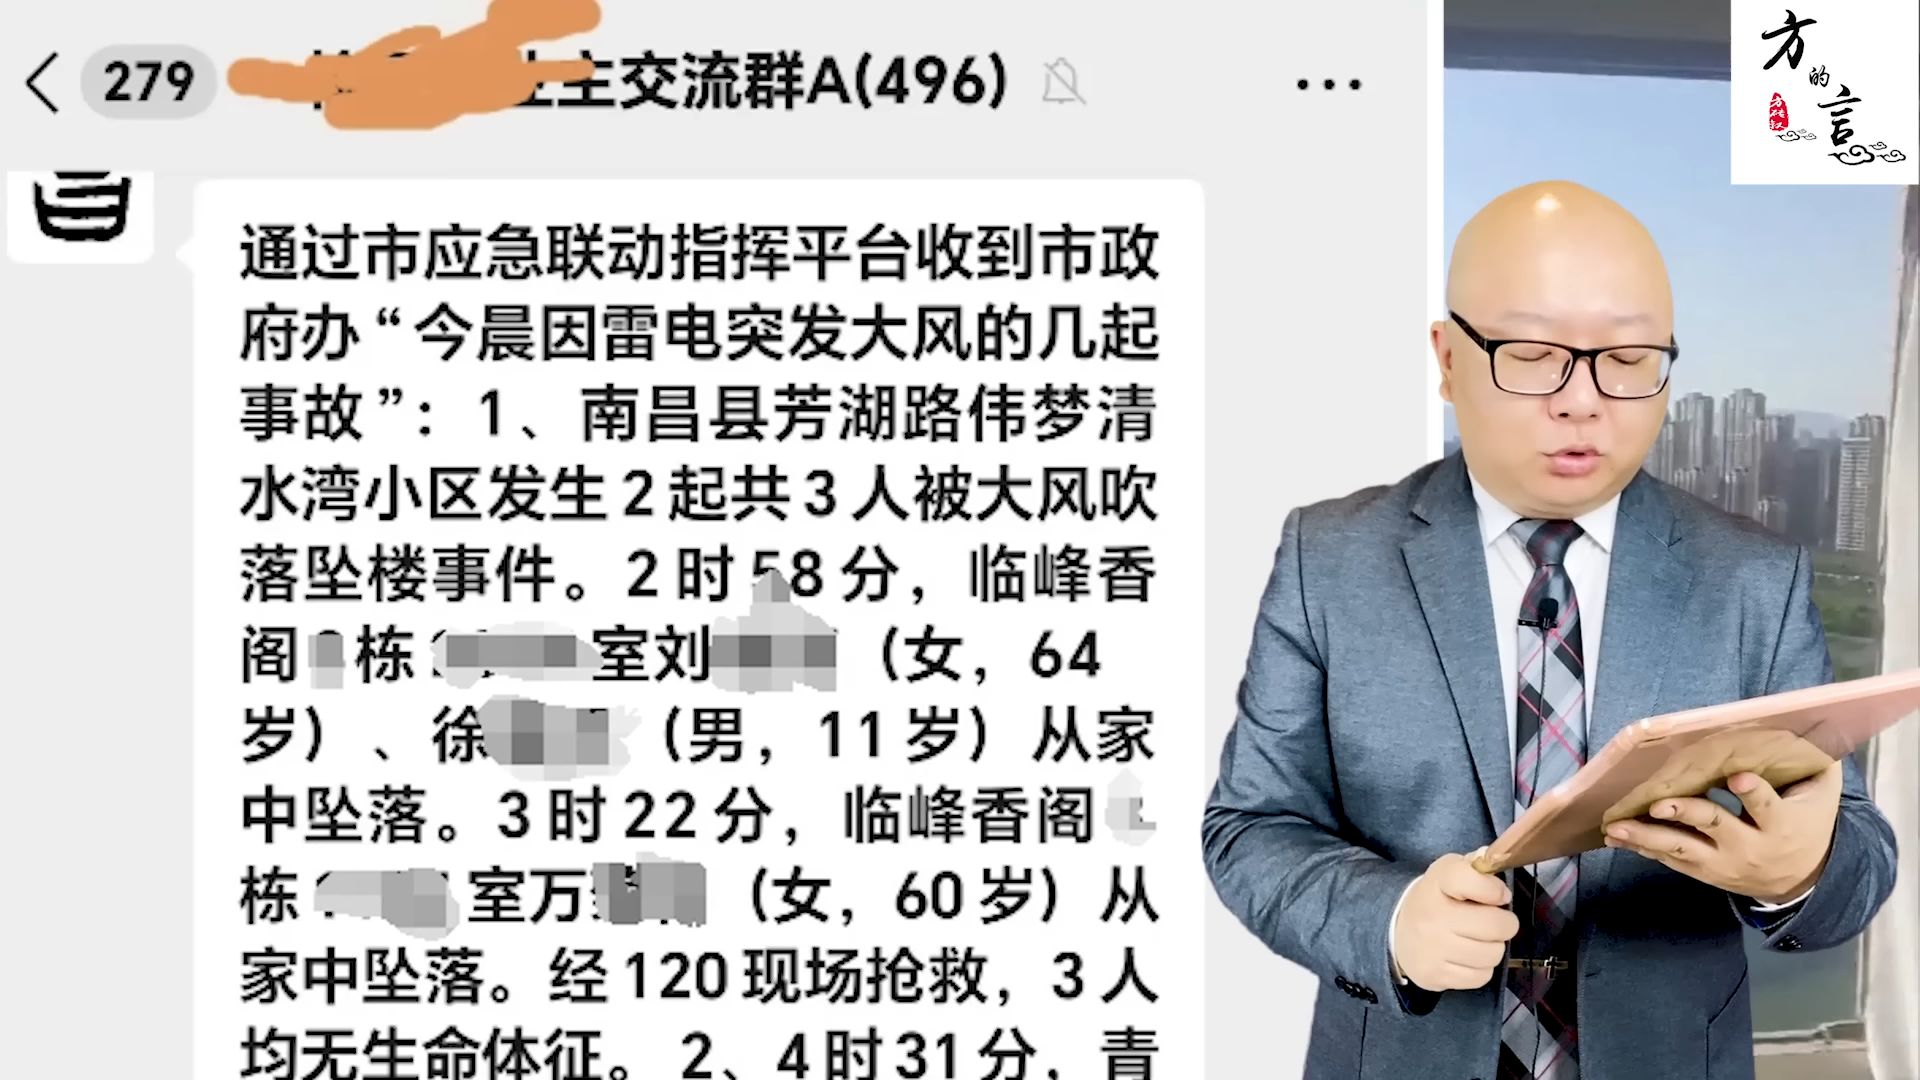 279
主交流群A(496)
方的言
通过市应急联动指挥平台收到市政
府办“今晨因雷电突发大风的几起
事故”：1、南昌县芳湖路伟梦清
水湾小区发生2起共3人被大风吹
落坠楼事件。2时58分，临峰香
阁 栋 室刘 （女，64
岁）、徐 （男，11岁）从家
中坠落。3时22分，临峰香阁
栋 室万 （女，60岁）从
家中坠落。经120现场抢救，3人
均无生命体征。2、4时31分，青